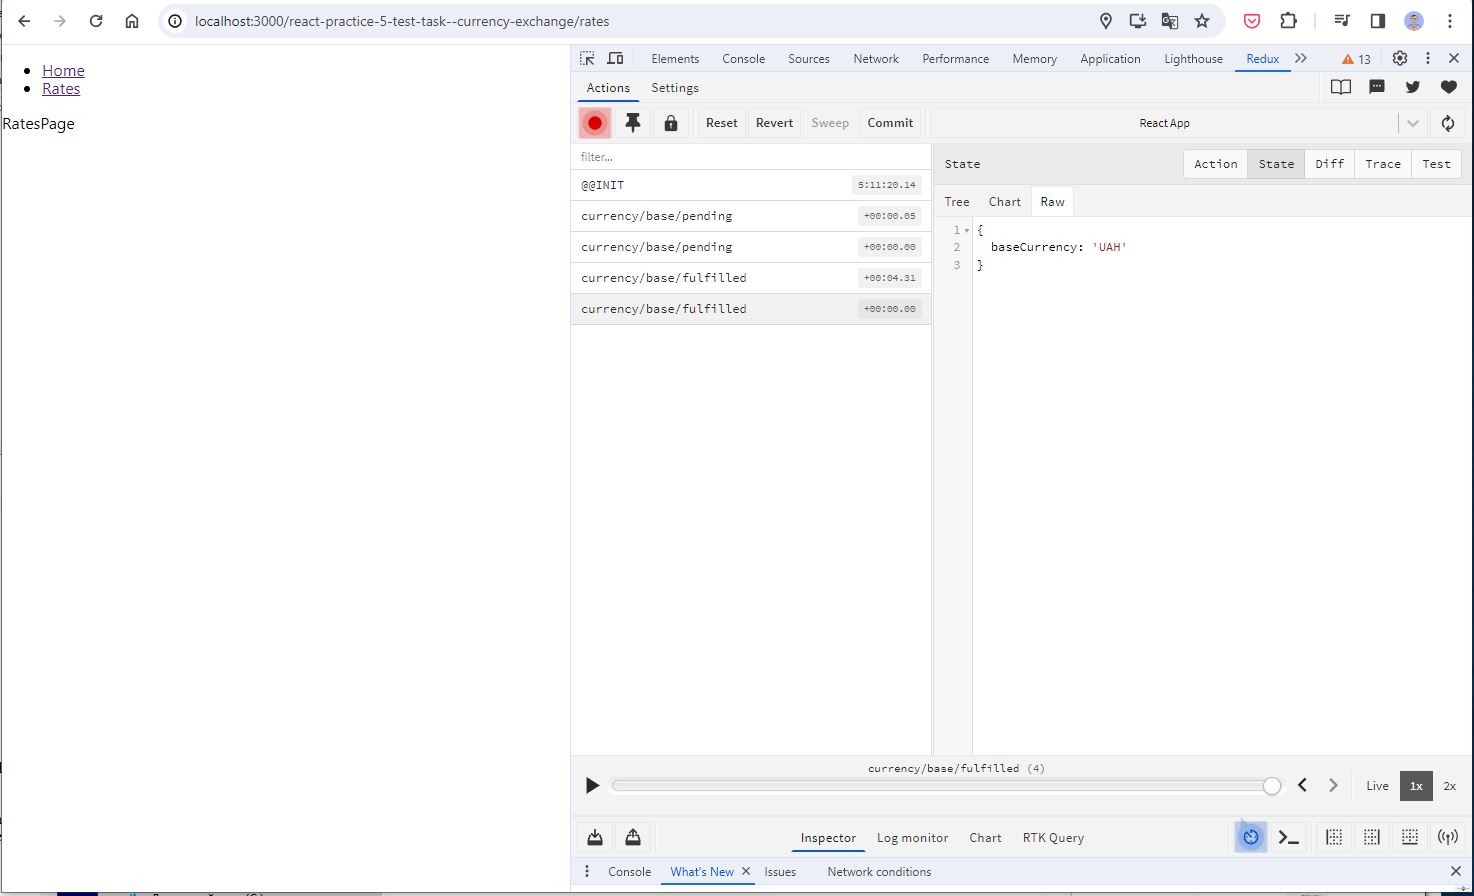 localhost:3000/react-practice-5-test-task--currency-exchange/rates
Home
Rates
RatesPage
Elements Console Sources Network Performance Memory Application Lighthouse Redux 13
Actions Settings
Reset Revert Sweep Commit React App
filter...
@@INIT 5:11:20.14
currency/base/pending +00:00.05
currency/base/pending +00:00.00
currency/base/fulfilled +00:04.31
currency/base/fulfilled +00:00.00
State Action State Diff Trace Test
Tree Chart Raw
1 {
2 baseCurrency: 'UAH'
3 }
currency/base/fulfilled (4)
Live 1x 2x
Inspector Log monitor Chart RTK Query
Console What's New Issues Network conditions